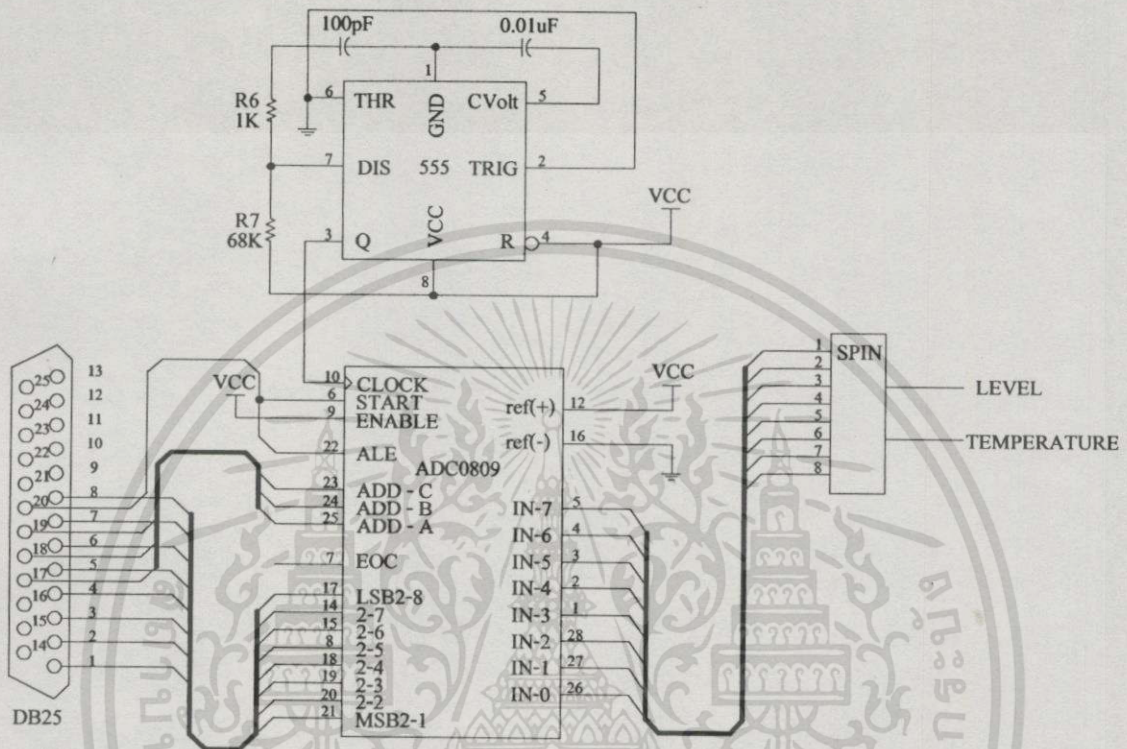 100pF
0.01uF
1
R6
1K
6
THR
GND
CVolt
5
7
DIS
555
TRIG
2
R7
68K
VCC
VCC
3
Q
R
4
8
13
12
11
10
9
8
7
6
5
4
3
2
1
25
24
23
22
21
20
19
18
17
16
15
14
DB25
VCC
10
CLOCK
6
START
9
ENABLE
22
ALE
ADC0809
23
ADD - C
24
ADD - B
25
ADD - A
7
EOC
17
LSB2-8
14
2-7
15
2-6
8
2-5
18
2-4
19
2-3
20
2-2
21
MSB2-1
ref(+)
12
VCC
ref(-)
16
IN-7
5
IN-6
4
IN-5
3
IN-4
2
IN-3
1
IN-2
28
IN-1
27
IN-0
26
1
SPIN
2
3
4
5
6
7
8
LEVEL
TEMPERATURE